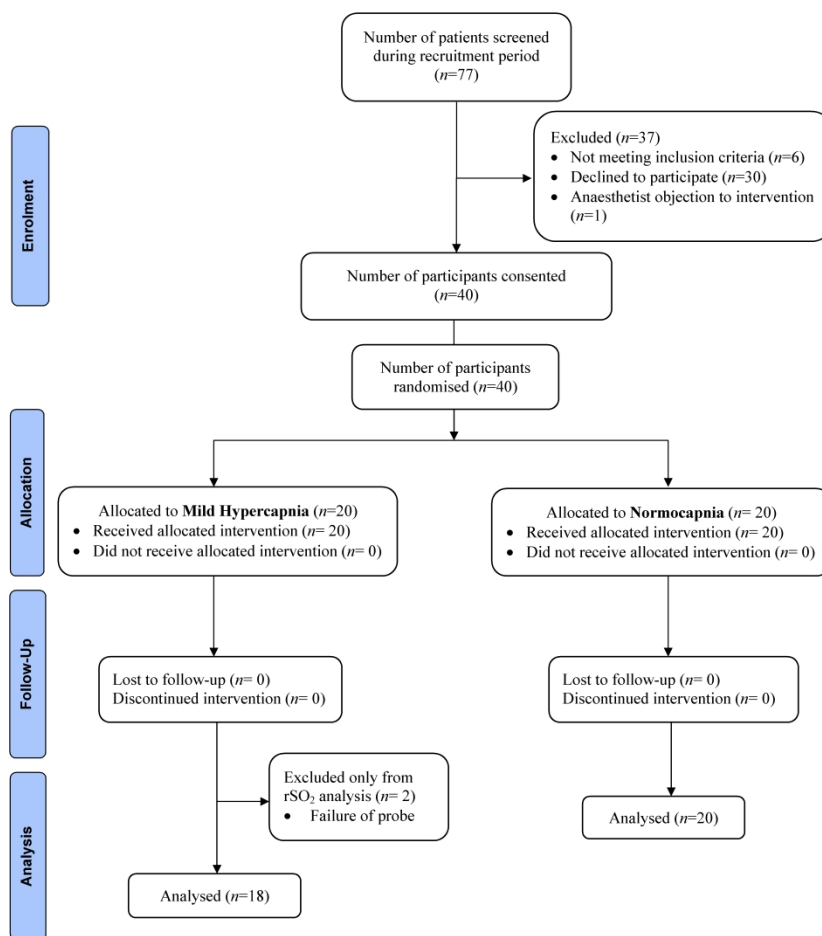 Number of patients screened
during recruitment period
(n=77)
Enrolment
Excluded (n=37)
• Not meeting inclusion criteria (n=6)
• Declined to participate (n=30)
• Anaesthetist objection to intervention
(n=1)
Number of participants consented
(n=40)
Number of participants
randomised (n=40)
Allocation
Allocated to Mild Hypercapnia (n=20)
• Received allocated intervention (n= 20)
• Did not receive allocated intervention (n= 0)
Allocated to Normocapnia (n= 20)
• Received allocated intervention (n= 20)
• Did not receive allocated intervention (n= 0)
Follow-Up
Lost to follow-up (n= 0)
Discontinued intervention (n= 0)
Lost to follow-up (n= 0)
Discontinued intervention (n= 0)
Analysis
Excluded only from
rSO₂ analysis (n= 2)
• Failure of probe
Analysed (n=18)
Analysed (n=20)